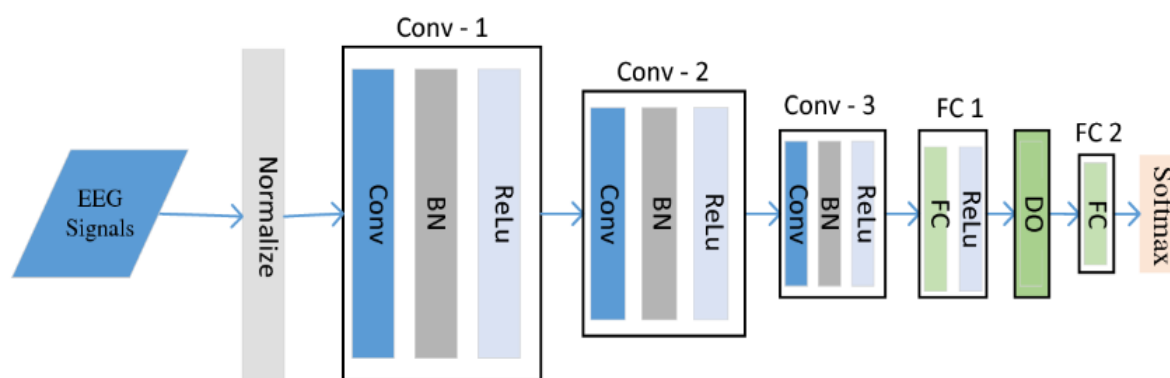 EEG
Signals
Normalize
Conv - 1
Conv
BN
ReLu
Conv - 2
Conv
BN
ReLu
Conv - 3
Conv
BN
ReLu
FC 1
FC
ReLu
DO
FC 2
FC
Softmax